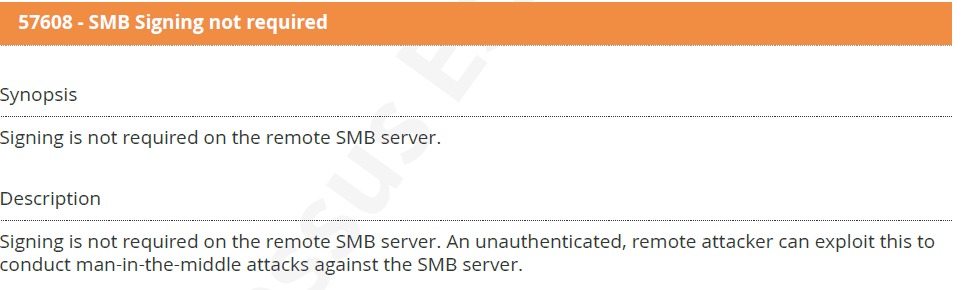 57608 - SMB Signing not required
Synopsis
Signing is not required on the remote SMB server.
Description
Signing is not required on the remote SMB server. An unauthenticated, remote attacker can exploit this to
conduct man-in-the-middle attacks against the SMB server.